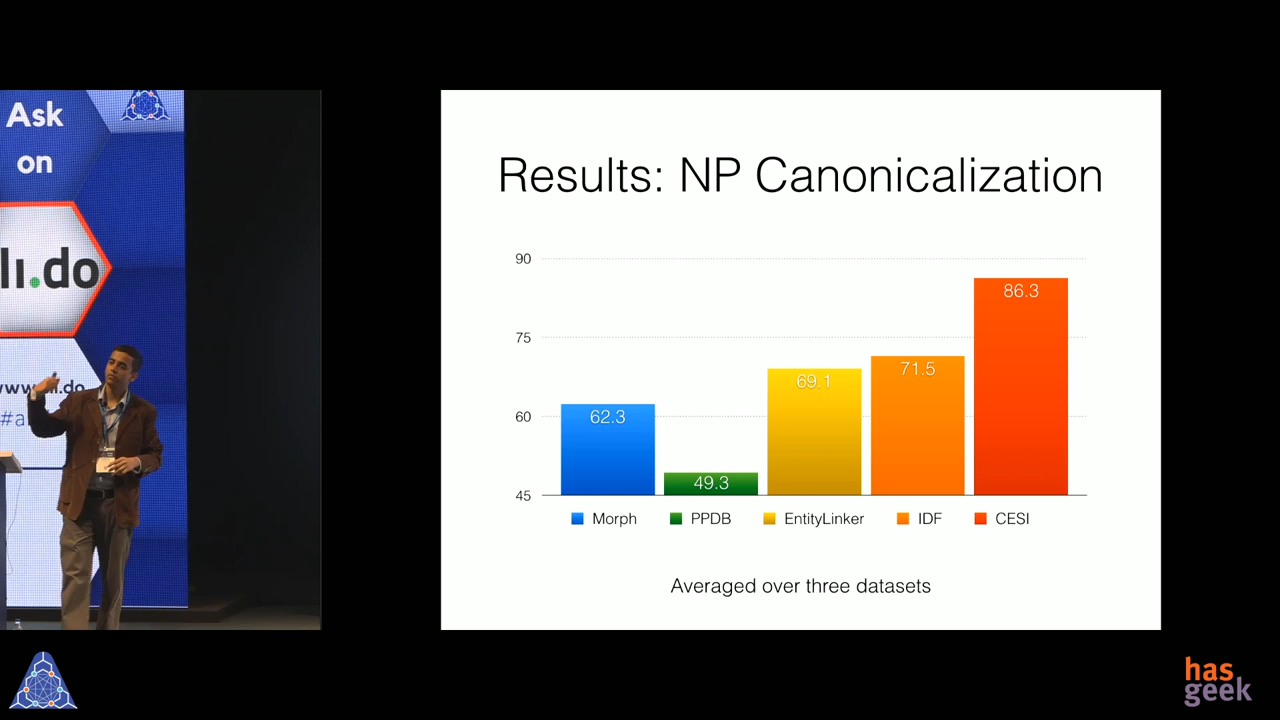 Ask
on
.do
Results: NP Canonicalization
90
75
60
45
62.3
49.3
69.1
71.5
86.3
Morph PPDB EntityLinker IDF CESI
Averaged over three datasets
has
geek